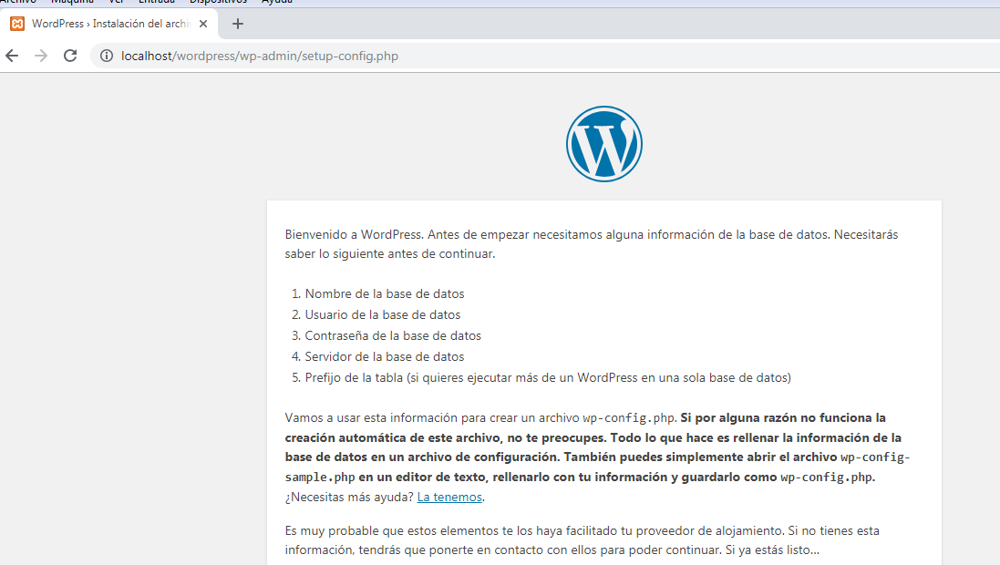 Archivo Máquina Ver Entrada Dispositivos Ayuda
WordPress › Instalación del archiv
localhost/wordpress/wp-admin/setup-config.php
Bienvenido a WordPress. Antes de empezar necesitamos alguna información de la base de datos. Necesitarás
saber lo siguiente antes de continuar.
1. Nombre de la base de datos
2. Usuario de la base de datos
3. Contraseña de la base de datos
4. Servidor de la base de datos
5. Prefijo de la tabla (si quieres ejecutar más de un WordPress en una sola base de datos)
Vamos a usar esta información para crear un archivo wp-config.php. Si por alguna razón no funciona la
creación automática de este archivo, no te preocupes. Todo lo que hace es rellenar la información de la
base de datos en un archivo de configuración. También puedes simplemente abrir el archivo wp-config-
sample.php en un editor de texto, rellenarlo con tu información y guardarlo como wp-config.php.
¿Necesitas más ayuda? La tenemos.
Es muy probable que estos elementos te los haya facilitado tu proveedor de alojamiento. Si no tienes esta
información, tendrás que ponerte en contacto con ellos para poder continuar. Si ya estás listo...